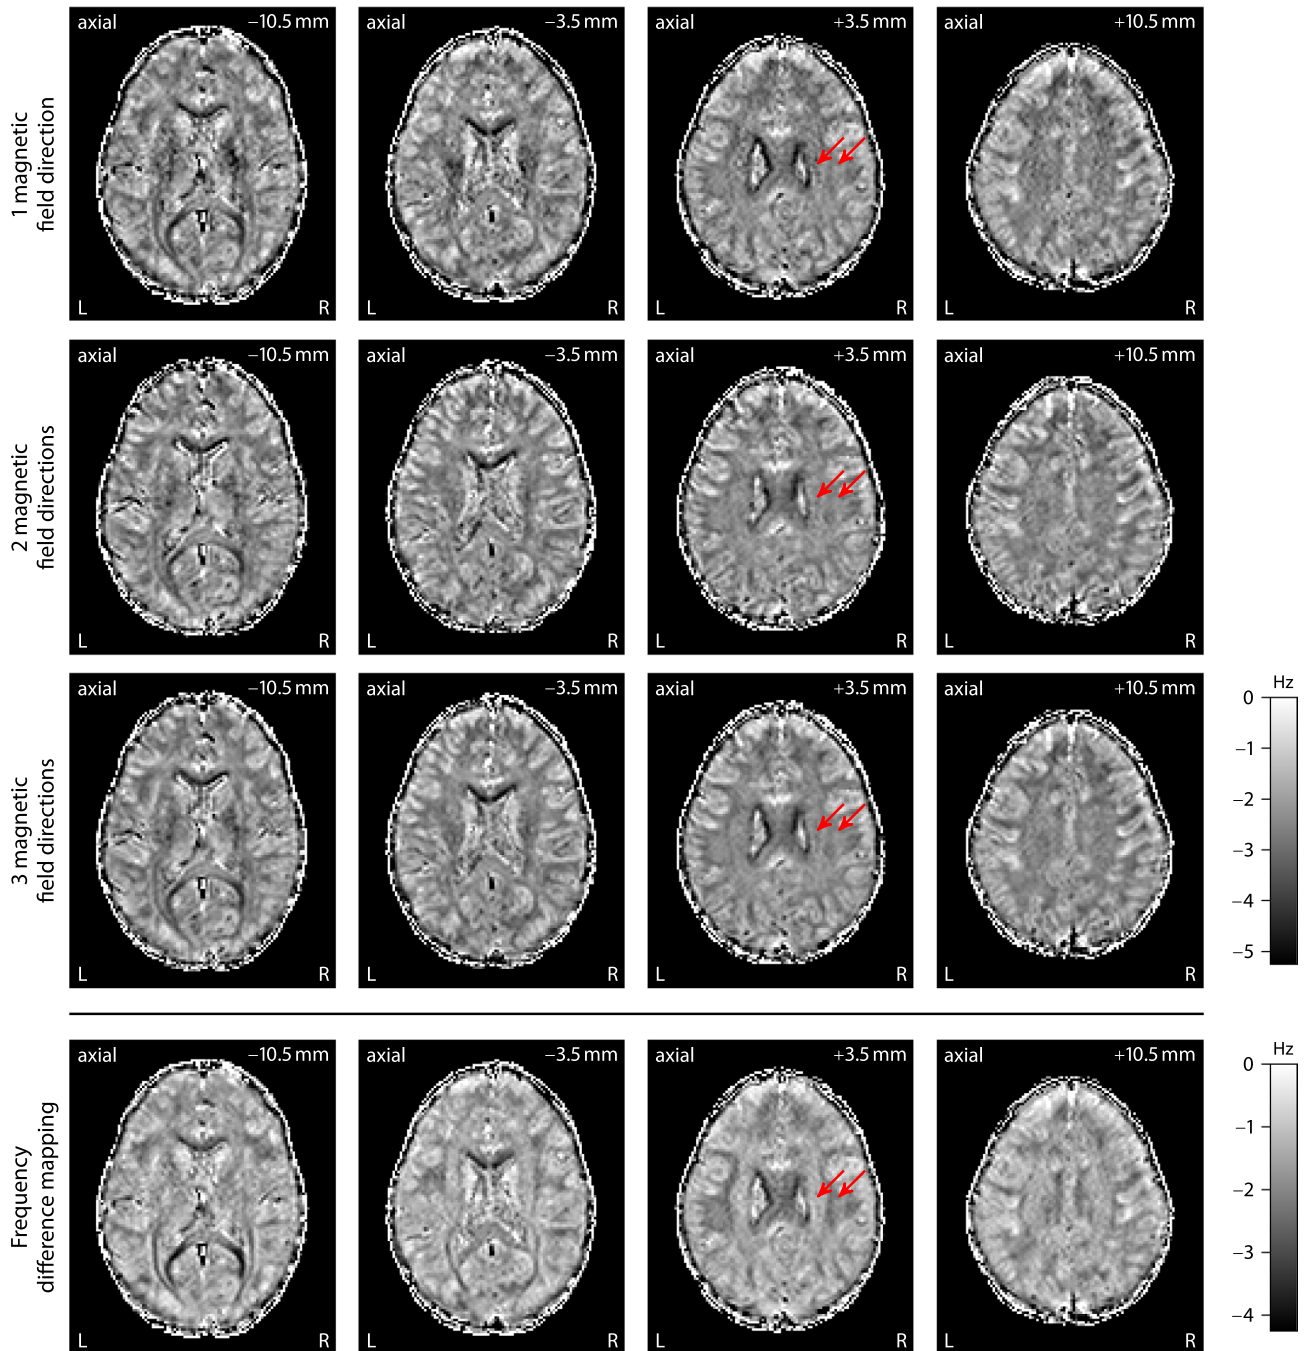 1 magnetic
field direction
axial −10.5 mm
L R
axial −3.5 mm
L R
axial +3.5 mm
L R
axial +10.5 mm
L R
2 magnetic
field directions
axial −10.5 mm
L R
axial −3.5 mm
L R
axial +3.5 mm
L R
axial +10.5 mm
L R
3 magnetic
field directions
axial −10.5 mm
L R
axial −3.5 mm
L R
axial +3.5 mm
L R
axial +10.5 mm
L R
Hz
0
−1
−2
−3
−4
−5
Frequency
difference mapping
axial −10.5 mm
L R
axial −3.5 mm
L R
axial +3.5 mm
L R
axial +10.5 mm
L R
Hz
0
−1
−2
−3
−4